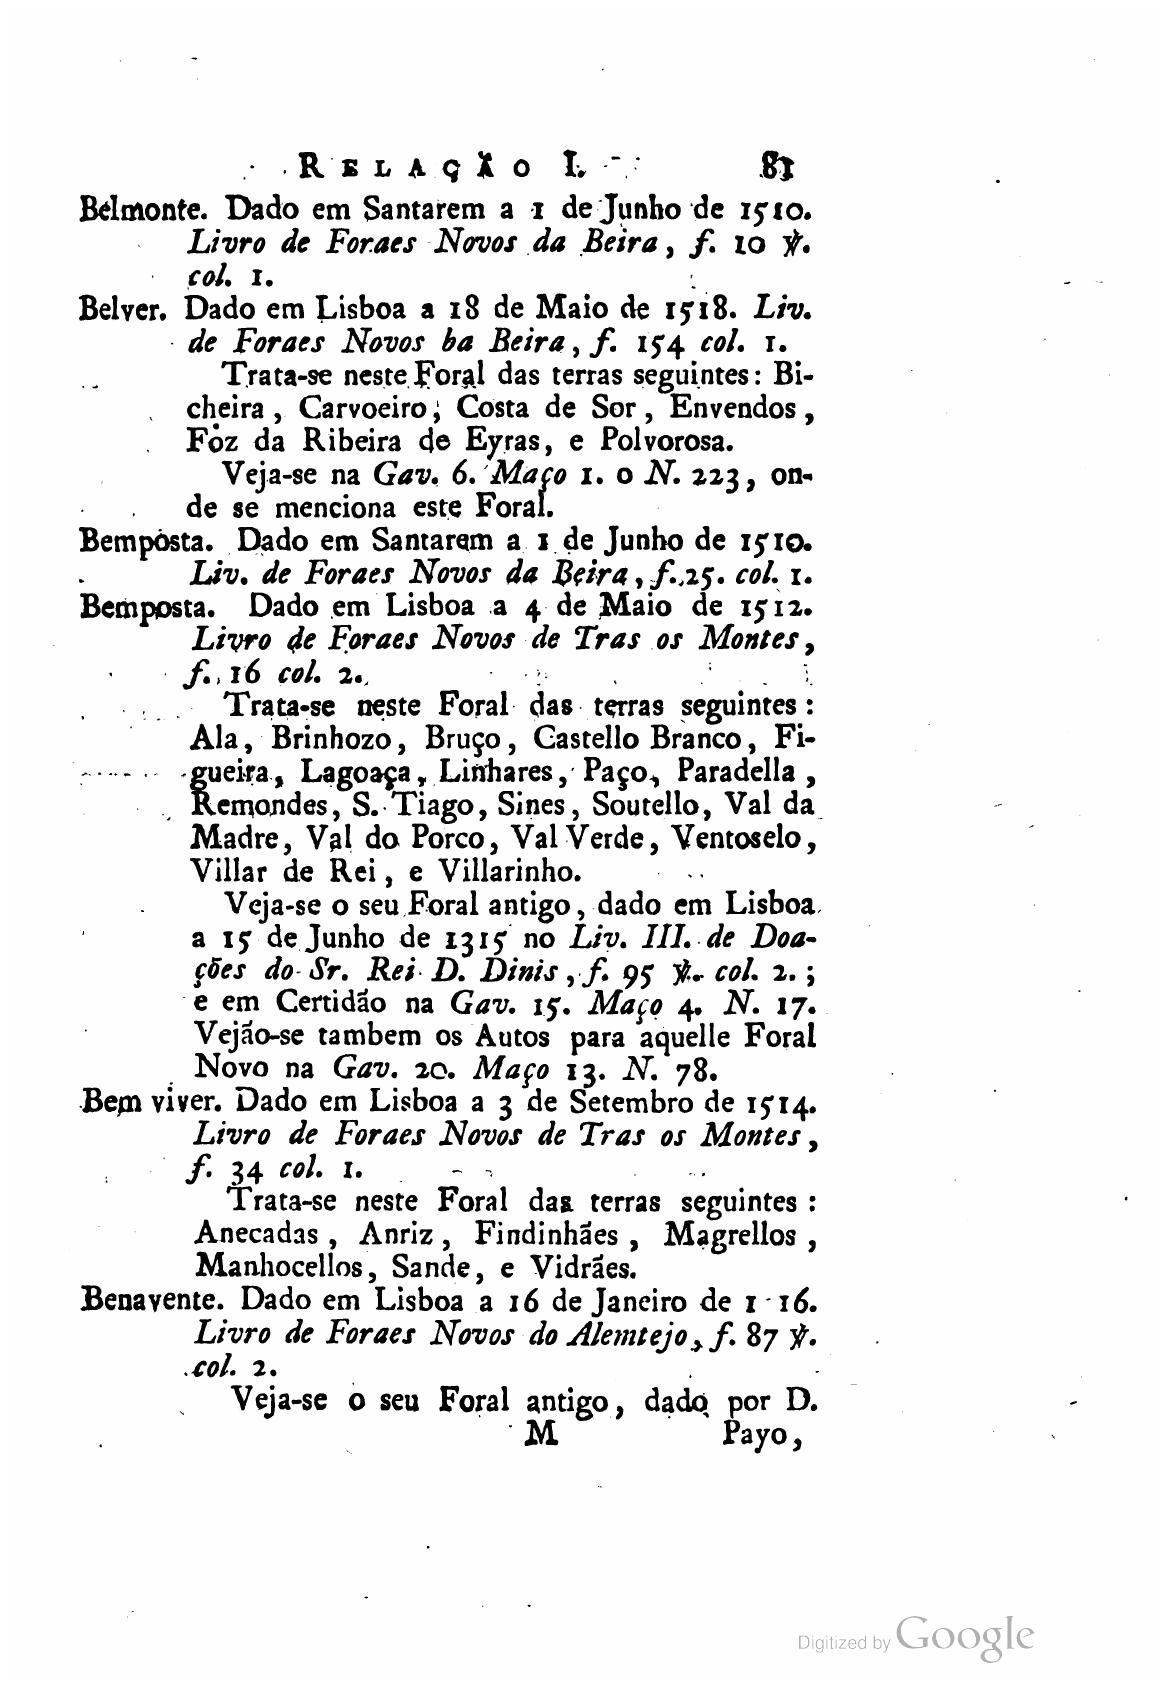 RELAÇÃO I. 81
Belmonte. Dado em Santarem a 1 de Junho de 1510.
Livro de Foraes Novos da Beira, f. 10 ℣.
col. 1.
Belver. Dado em Lisboa a 18 de Maio de 1518. Liv.
de Foraes Novos ba Beira, f. 154 col. 1.
Trata-se neste Foral das terras seguintes: Bi-
cheira, Carvoeiro, Costa de Sor, Envendos,
Foz da Ribeira de Eyras, e Polvorosa.
Veja-se na Gav. 6. Maço 1. o N. 223, on-
de se menciona este Foral.
Bemposta. Dado em Santarem a 1 de Junho de 1510.
Liv. de Foraes Novos da Beira, f. 25. col. 1.
Bemposta. Dado em Lisboa a 4 de Maio de 1512.
Livro de Foraes Novos de Tras os Montes,
f. 16 col. 2.
Trata-se neste Foral das terras seguintes:
Ala, Brinhozo, Bruço, Castello Branco, Fi-
gueira, Lagoaça, Linhares, Paço, Paradella,
Remondes, S. Tiago, Sines, Soutello, Val da
Madre, Val do Porco, Val Verde, Ventoselo,
Villar de Rei, e Villarinho.
Veja-se o seu Foral antigo, dado em Lisboa
a 15 de Junho de 1315 no Liv. III. de Doa-
ções do Sr. Rei D. Dinis, f. 95 ℣. col. 2.;
e em Certidão na Gav. 15. Maço 4. N. 17.
Vejão-se tambem os Autos para aquelle Foral
Novo na Gav. 20. Maço 13. N. 78.
Bem viver. Dado em Lisboa a 3 de Setembro de 1514.
Livro de Foraes Novos de Tras os Montes,
f. 34 col. 1.
Trata-se neste Foral das terras seguintes:
Anecadas, Anriz, Findinhães, Magrellos,
Manhocellos, Sande, e Vidrães.
Benavente. Dado em Lisboa a 16 de Janeiro de 1 16.
Livro de Foraes Novos do Alemtejo, f. 87 ℣.
col. 2.
Veja-se o seu Foral antigo, dado por D.
M Payo,
Digitized by Google